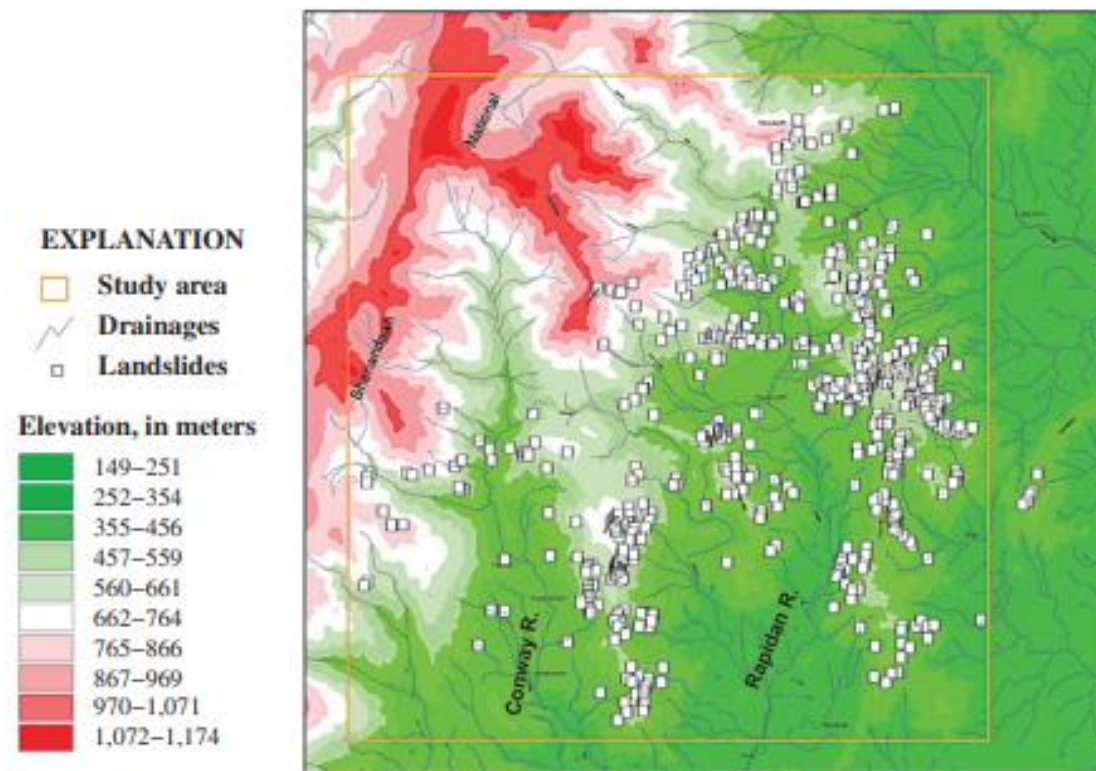 EXPLANATION
Study area
Drainages
Landslides
Elevation, in meters
149–251
252–354
355–456
457–559
560–661
662–764
765–866
867–969
970–1,071
1,072–1,174
National
Shenandoah
Conway R.
Rapidan R.